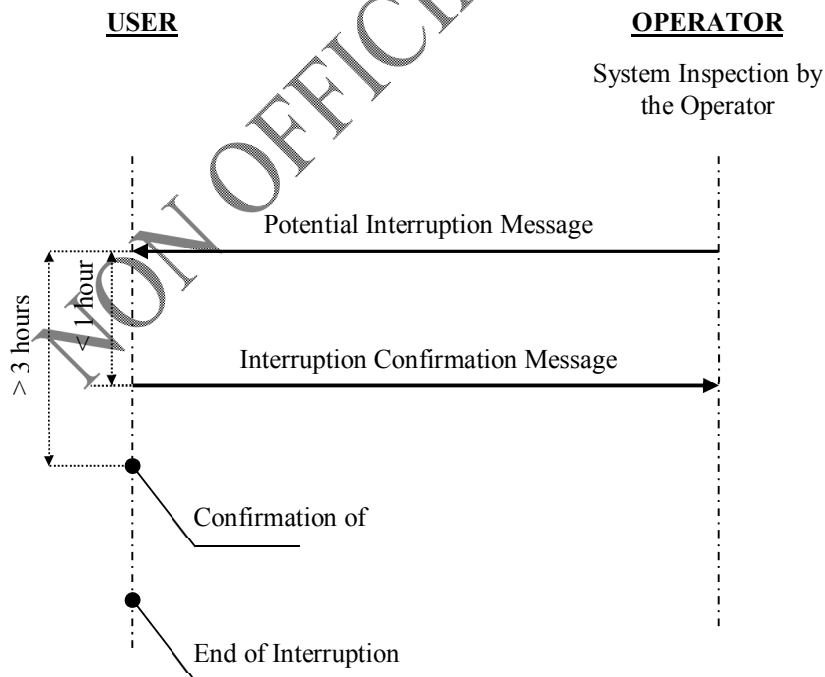 USER
OPERATOR
System Inspection by
the Operator
NON OFFICI
Potential Interruption Message
> 3 hours
< 1 hour
Interruption Confirmation Message
Confirmation of
End of Interruption